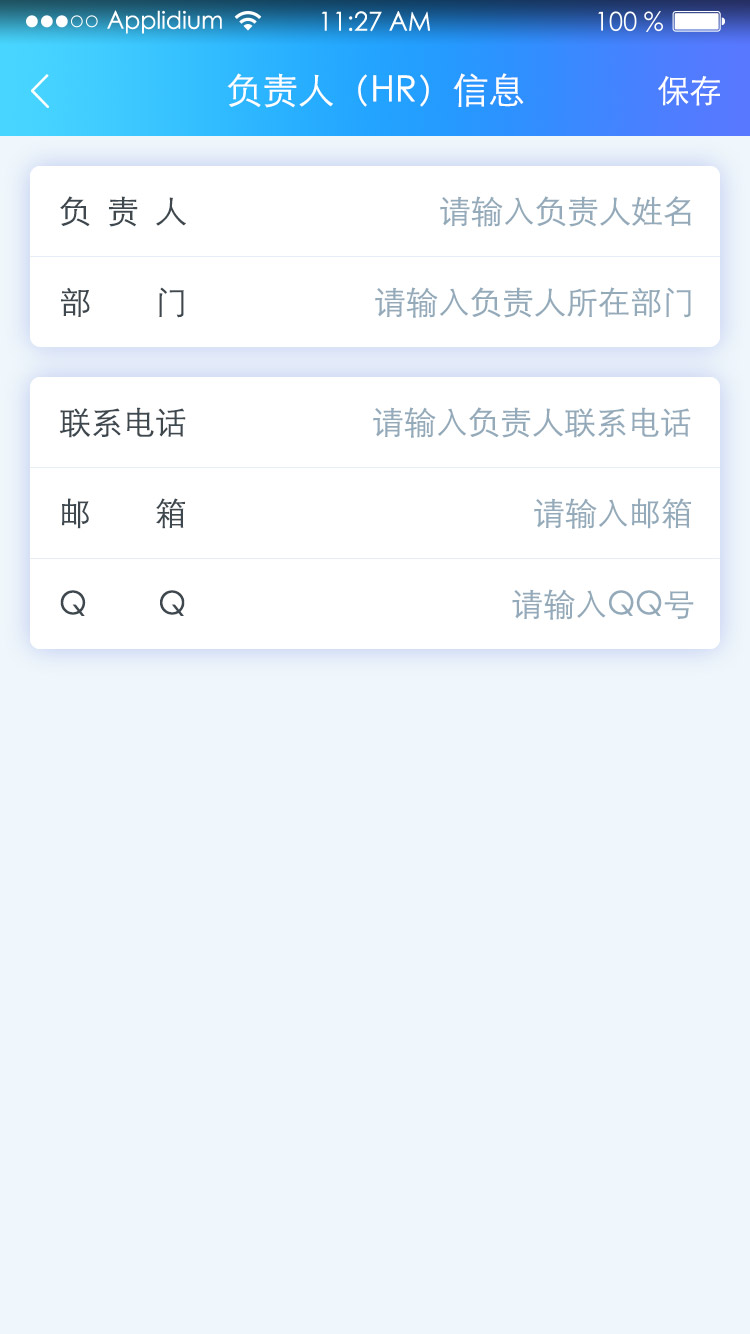 Applidium 11:27 AM 100 %
负责人（HR）信息 保存
负 责 人 请输入负责人姓名
部 门 请输入负责人所在部门
联系电话 请输入负责人联系电话
邮 箱 请输入邮箱
Q Q 请输入QQ号